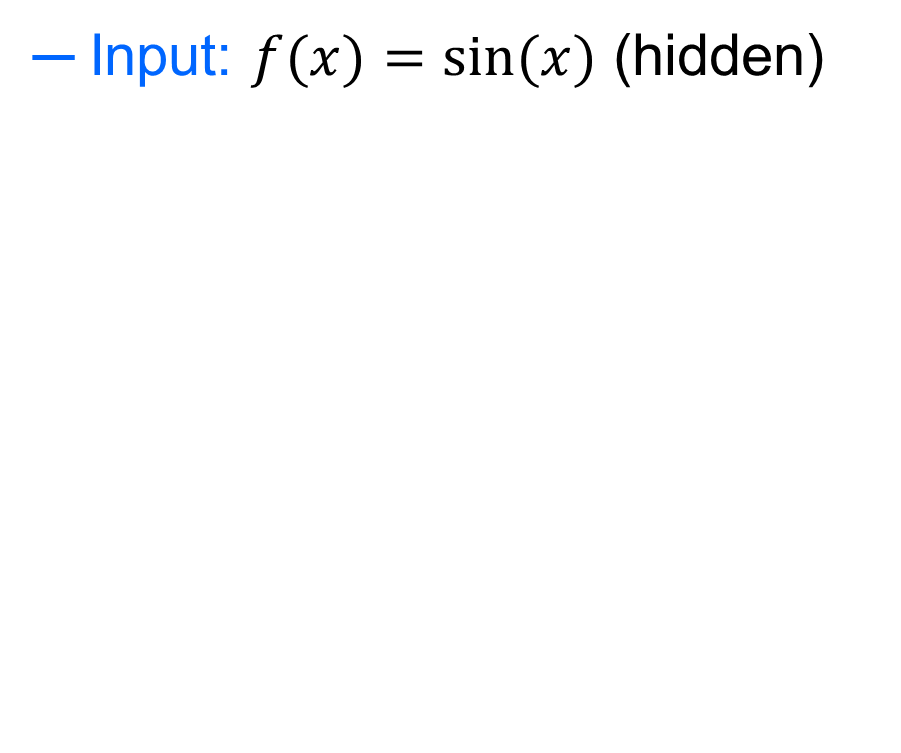 — Input: 𝑓(𝑥) = sin(𝑥) (hidden)